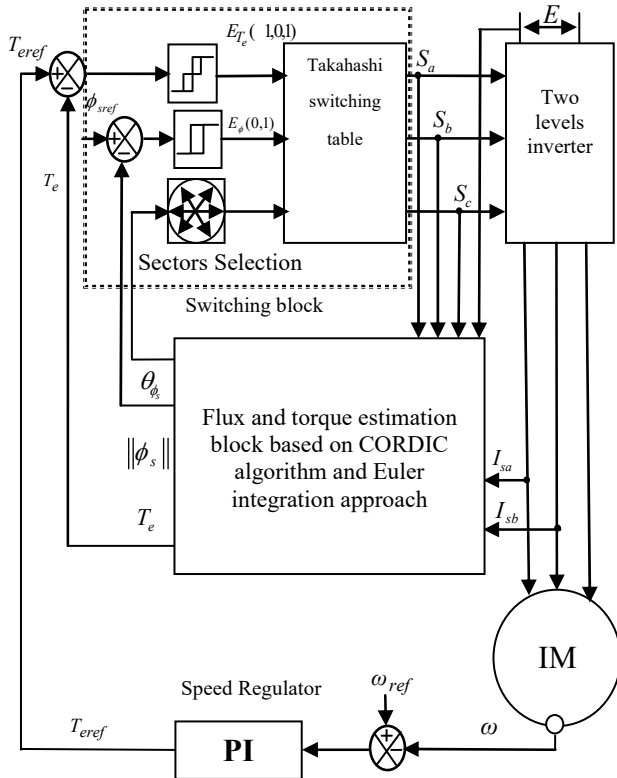 T_eref
E_Te ( 1,0,1)
Takahashi
switching
table
S_a
E
Two
levels
inverter
ϕ_sref
E_ϕ(0,1)
S_b
T_e
S_c
Sectors Selection
Switching block
θ_ϕs
‖ϕ_s‖
T_e
Flux and torque estimation
block based on CORDIC
algorithm and Euler
integration approach
I_sa
I_sb
IM
Speed Regulator
ω_ref
T_eref
PI
ω